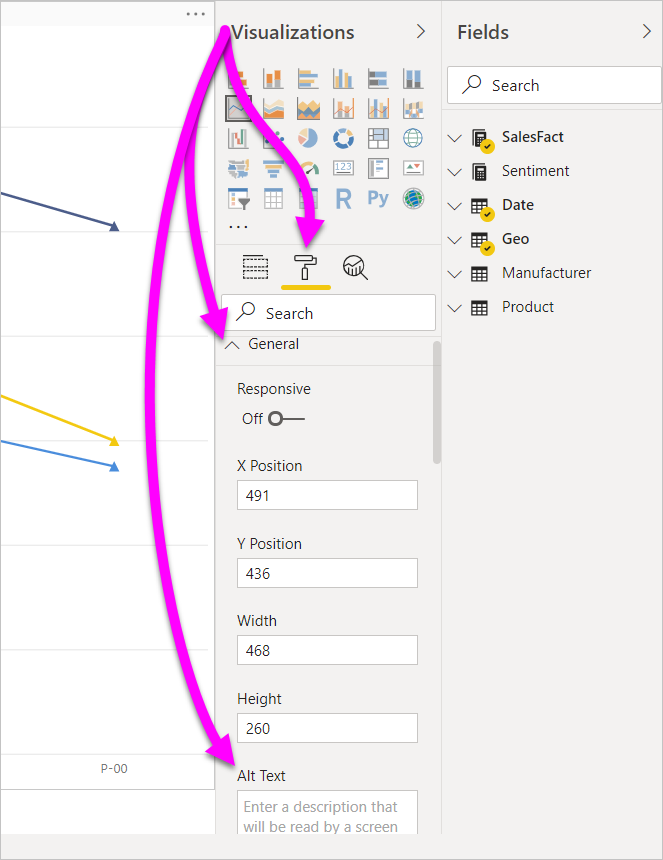 Visualizations
123
R
Py
Search
General
Responsive
Off
X Position
491
Y Position
436
Width
468
Height
260
Alt Text
Enter a description that
will be read by a screen
Fields
Search
SalesFact
Sentiment
Date
Geo
Manufacturer
Product
P-00